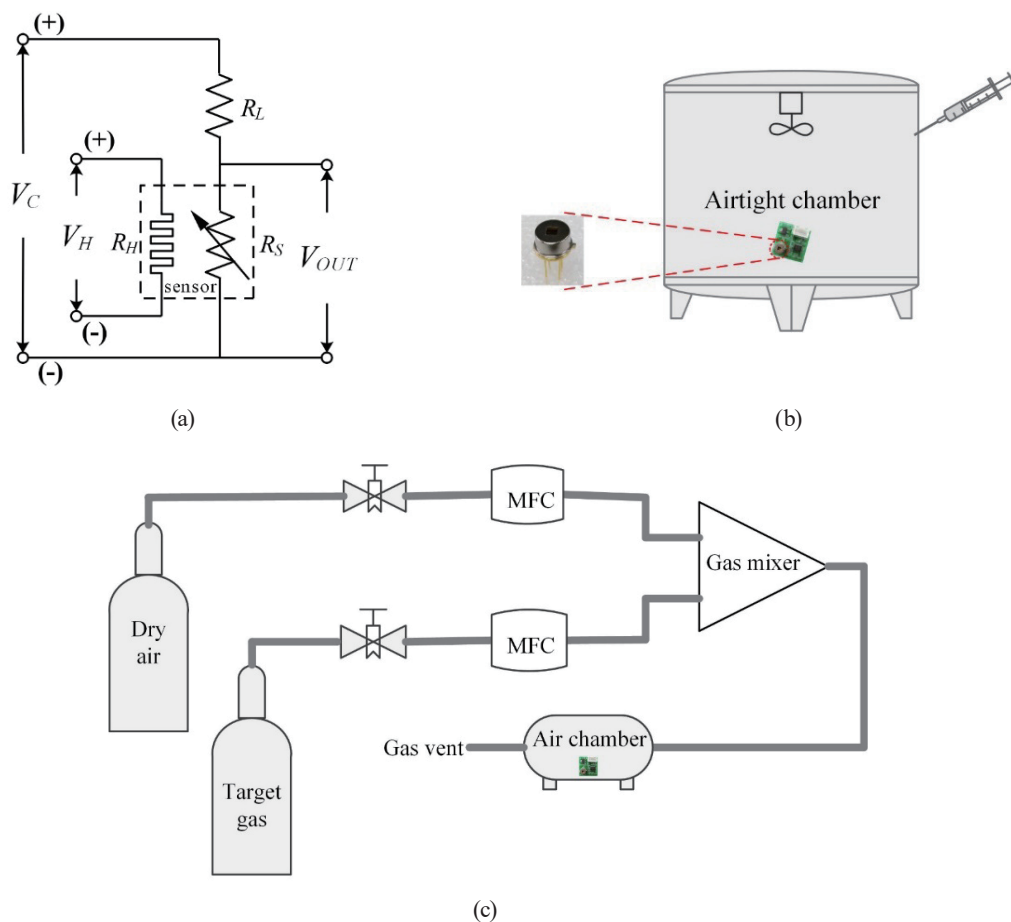 (+)
R_L
(+)
V_C
V_H
R_H
R_S
V_OUT
sensor
(-)
(-)
(a)
Airtight chamber
(b)
MFC
Gas mixer
Dry
air
MFC
Gas vent
Air chamber
Target
gas
(c)